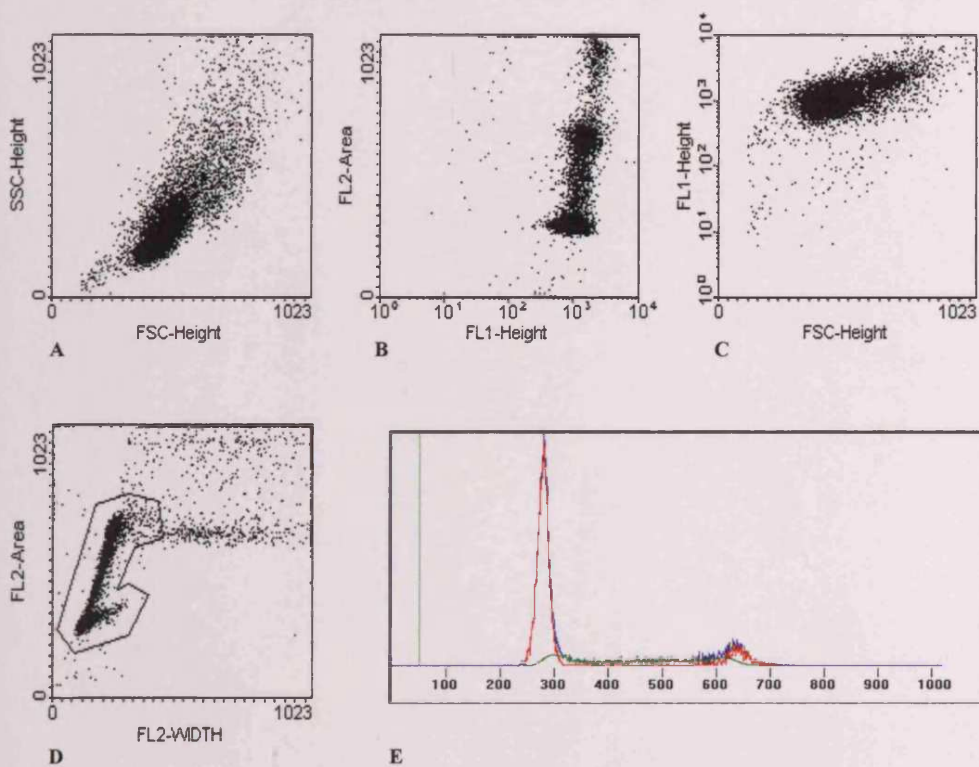 1023
SSC-Height
0
0
1023
FSC-Height
A
1023
FL2-Area
0
10⁰
10¹
10²
10³
10⁴
FL1-Height
B
10⁴
10³
10²
10¹
10⁰
FL1-Height
0
1023
FSC-Height
C
1023
FL2-Area
0
0
1023
FL2-WIDTH
D
100 200 300 400 500 600 700 800 900 1000
E